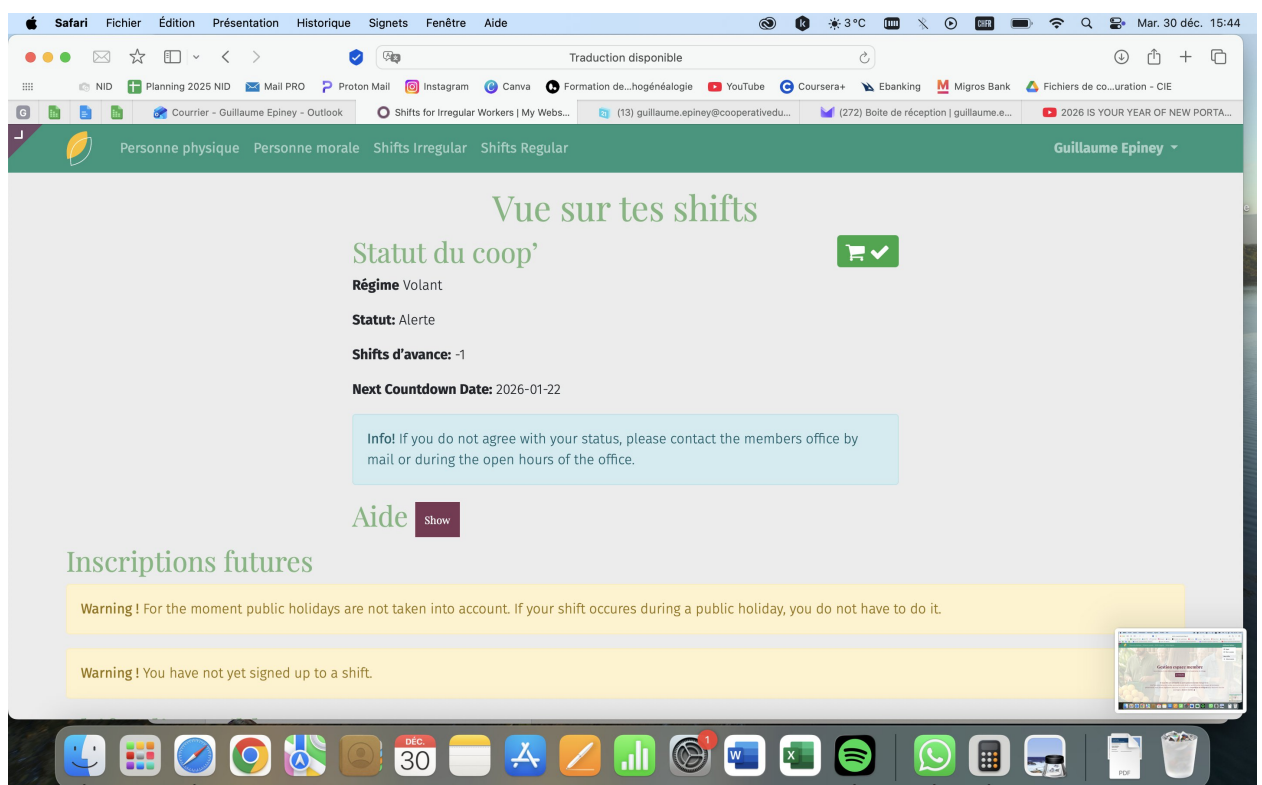 Safari Fichier Édition Présentation Historique Signets Fenêtre Aide 3 °C Mar. 30 déc. 15:44
Traduction disponible
NID Planning 2025 NID Mail PRO Proton Mail Instagram Canva Formation de...hogénéalogie YouTube Coursera+ Ebanking Migros Bank Fichiers de co...uration - CIE
G Courrier – Guillaume Epiney – Outlook Shifts for Irregular Workers | My Webs... (13) guillaume.epiney@cooperativedu... (272) Boîte de réception | guillaume.e... 2026 IS YOUR YEAR OF NEW PORTA...
Personne physique Personne morale Shifts Irregular Shifts Regular Guillaume Epiney
Vue sur tes shifts
Statut du coop’
Régime Volant
Statut: Alerte
Shifts d’avance: -1
Next Countdown Date: 2026-01-22
Info! If you do not agree with your status, please contact the members office by
mail or during the open hours of the office.
Aide Show
Inscriptions futures
Warning ! For the moment public holidays are not taken into account. If your shift occures during a public holiday, you do not have to do it.
Warning ! You have not yet signed up to a shift.
Gestion espace membre
DÉC.
30
1
W
X
PDF